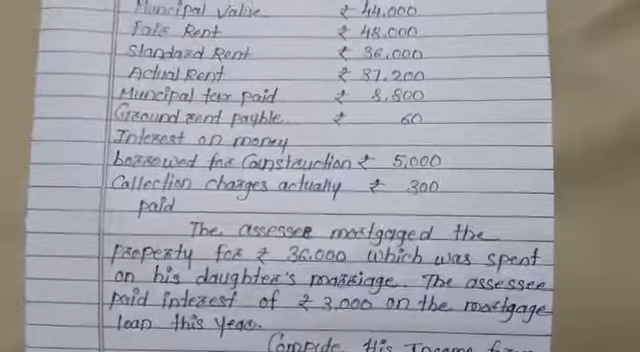 Muncipal Value ₹ 44,000
Fair Rent ₹ 48,000
Standard Rent ₹ 36,000
Actual Rent ₹ 37,200
Muncipal tax paid ₹ 8,800
Ground rent payble ₹ 60
Interest on money
borrowed for Construction ₹ 5,000
Collection charges actually ₹ 300
paid
The assessee mortgaged the
property for ₹ 36,000 which was spent
on his daughter's marriage. The assessee
paid interest of ₹ 3,000 on the mortgage
loan this year.
Compute His Income from